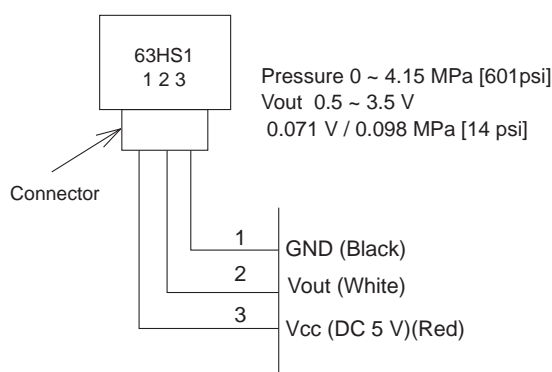 63HS1
1 2 3
Pressure 0 ~ 4.15 MPa [601psi]
Vout 0.5 ~ 3.5 V
0.071 V / 0.098 MPa [14 psi]
Connector
1
GND (Black)
2
Vout (White)
3
Vcc (DC 5 V)(Red)